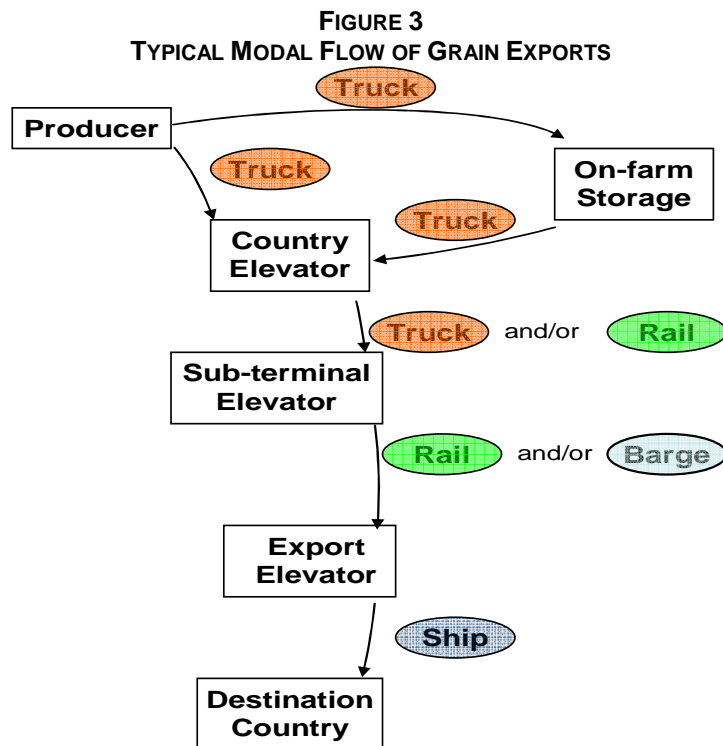 FIGURE 3
TYPICAL MODAL FLOW OF GRAIN EXPORTS
Truck
Producer
Truck
On-farm
Storage
Truck
Country
Elevator
Truck and/or Rail
Sub-terminal
Elevator
Rail and/or Barge
Export
Elevator
Ship
Destination
Country